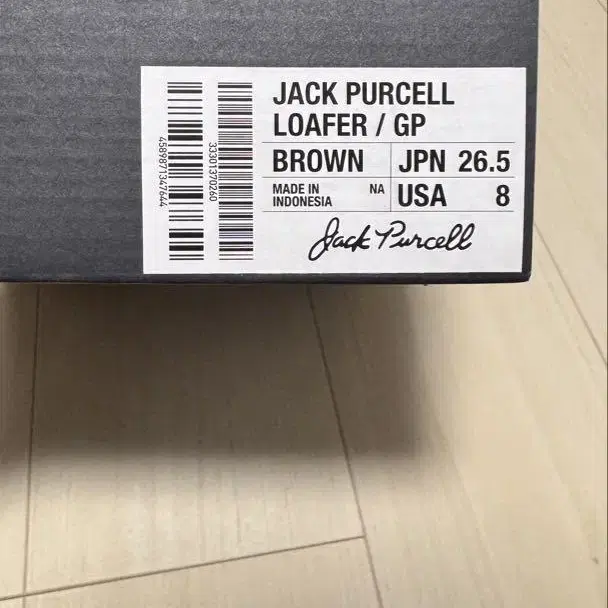 JACK PURCELL
LOAFER / GP
BROWN JPN 26.5
MADE IN
INDONESIA NA USA 8
Jack Purcell
4589871347644
33301370260